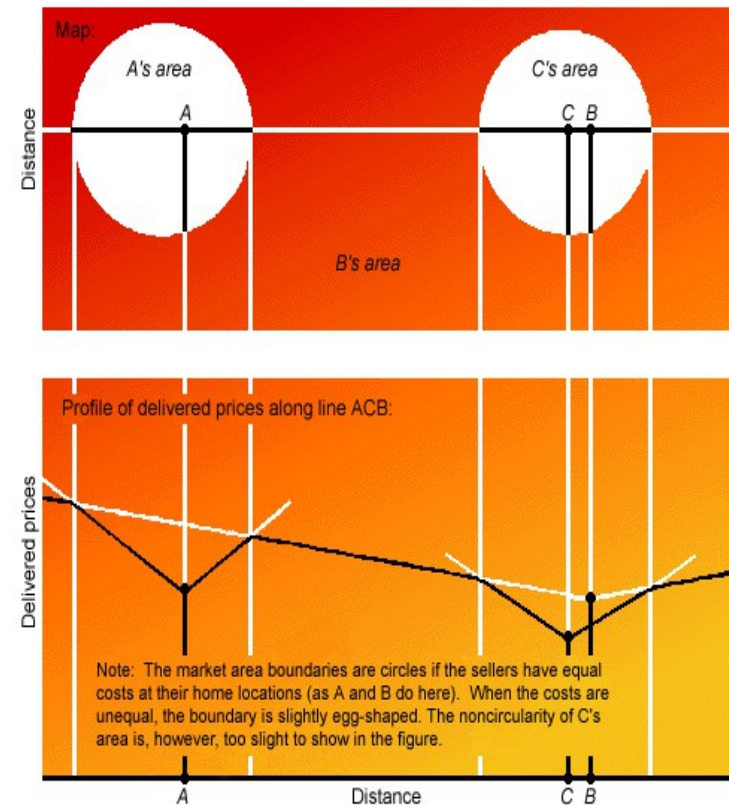 Map:
A's area
C's area
A
C B
Distance
B's area
Profile of delivered prices along line ACB:
Delivered prices
Note: The market area boundaries are circles if the sellers have equal
costs at their home locations (as A and B do here). When the costs are
unequal, the boundary is slightly egg-shaped. The noncircularity of C's
area is, however, too slight to show in the figure.
A
Distance
C B